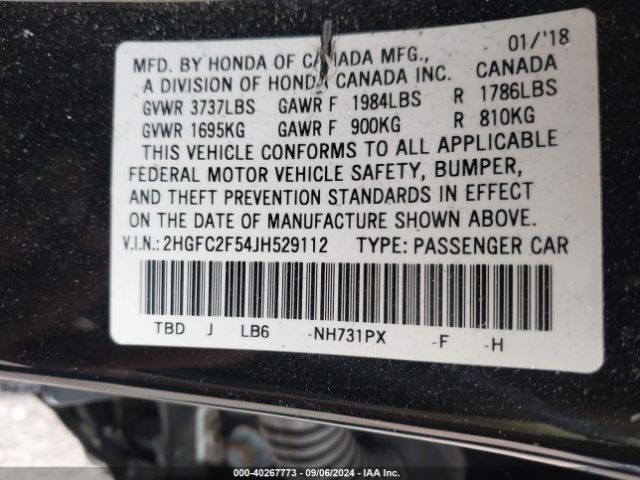 MFD. BY HONDA OF CANADA MFG., 01/'18
A DIVISION OF HONDA CANADA INC. CANADA
GVWR 3737LBS GAWR F 1984LBS R 1786LBS
GVWR 1695KG GAWR F 900KG R 810KG
THIS VEHICLE CONFORMS TO ALL APPLICABLE
FEDERAL MOTOR VEHICLE SAFETY, BUMPER,
AND THEFT PREVENTION STANDARDS IN EFFECT
ON THE DATE OF MANUFACTURE SHOWN ABOVE.
V.I.N.: 2HGFC2F54JH529112 TYPE: PASSENGER CAR
TBD J LB6 -NH731PX -F -H
000-40267773 - 09/06/2024 - IAA Inc.